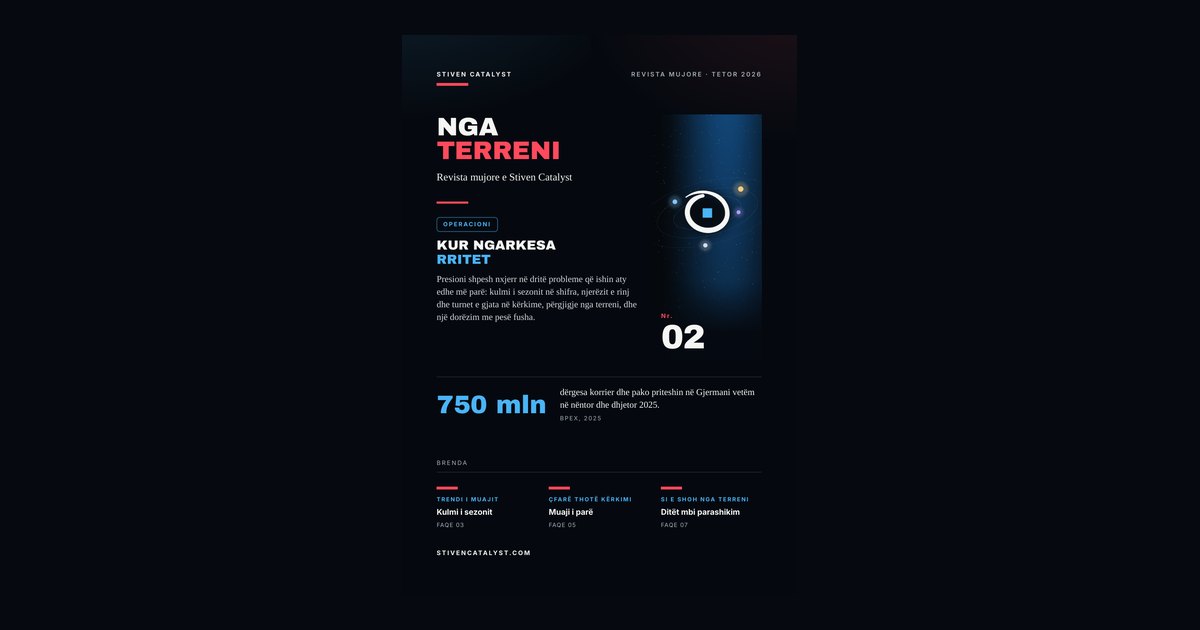 STIVEN CATALYST
REVISTA MUJORE · TETOR 2026
NGA
TERRENI
Revista mujore e Stiven Catalyst
OPERACIONI
KUR NGARKESA
RRITET
Presioni shpesh nxjerr në dritë probleme që ishin aty
edhe më parë: kulmi i sezonit në shifra, njerëzit e rinj
dhe turnet e gjata në kërkime, përgjigje nga terreni, dhe
një dorëzim me pesë fusha.
Nr.
02
750 mln
dërgesa korrier dhe pako priteshin në Gjermani vetëm
në nëntor dhe dhjetor 2025.
BPEX, 2025
BRENDA
TRENDI I MUAJIT
Kulmi i sezonit
FAQE 03
ÇFARË THOTË KËRKIMI
Muaji i parë
FAQE 05
SI E SHOH NGA TERRENI
Ditët mbi parashikim
FAQE 07
STIVENCATALYST.COM